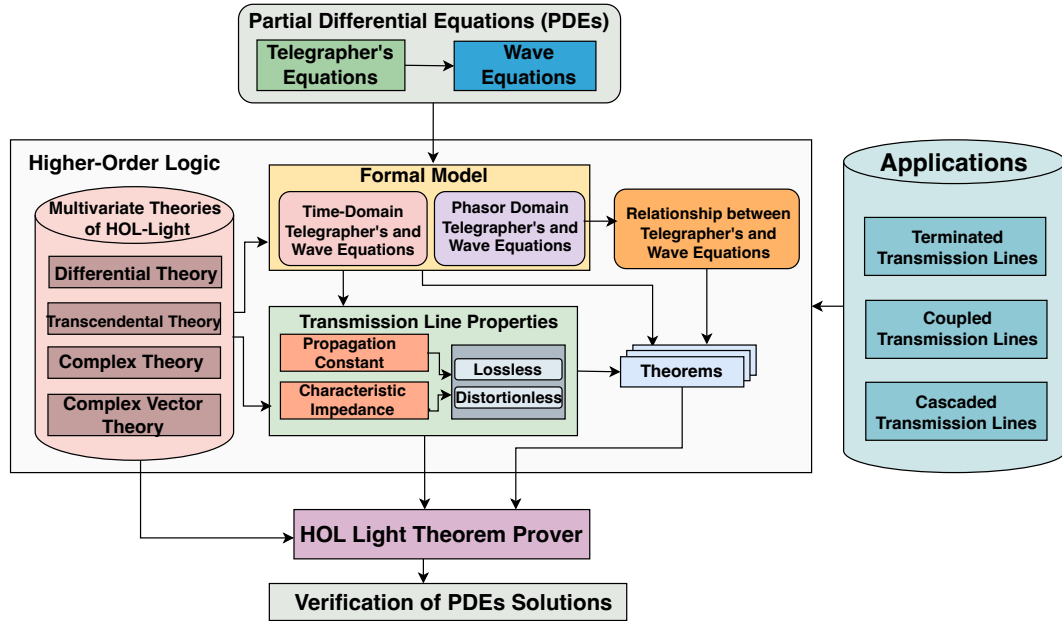 Partial Differential Equations (PDEs)
Telegrapher's
Equations
Wave
Equations
Higher-Order Logic
Multivariate Theories
of HOL-Light
Differential Theory
Transcendental Theory
Complex Theory
Complex Vector
Theory
Formal Model
Time-Domain
Telegrapher's and
Wave Equations
Phasor Domain
Telegrapher's and
Wave Equations
Relationship between
Telegrapher's and
Wave Equations
Transmission Line Properties
Propagation
Constant
Characteristic
Impedance
Lossless
Distortionless
Theorems
Applications
Terminated
Transmission Lines
Coupled
Transmission Lines
Cascaded
Transmission Lines
HOL Light Theorem Prover
Verification of PDEs Solutions